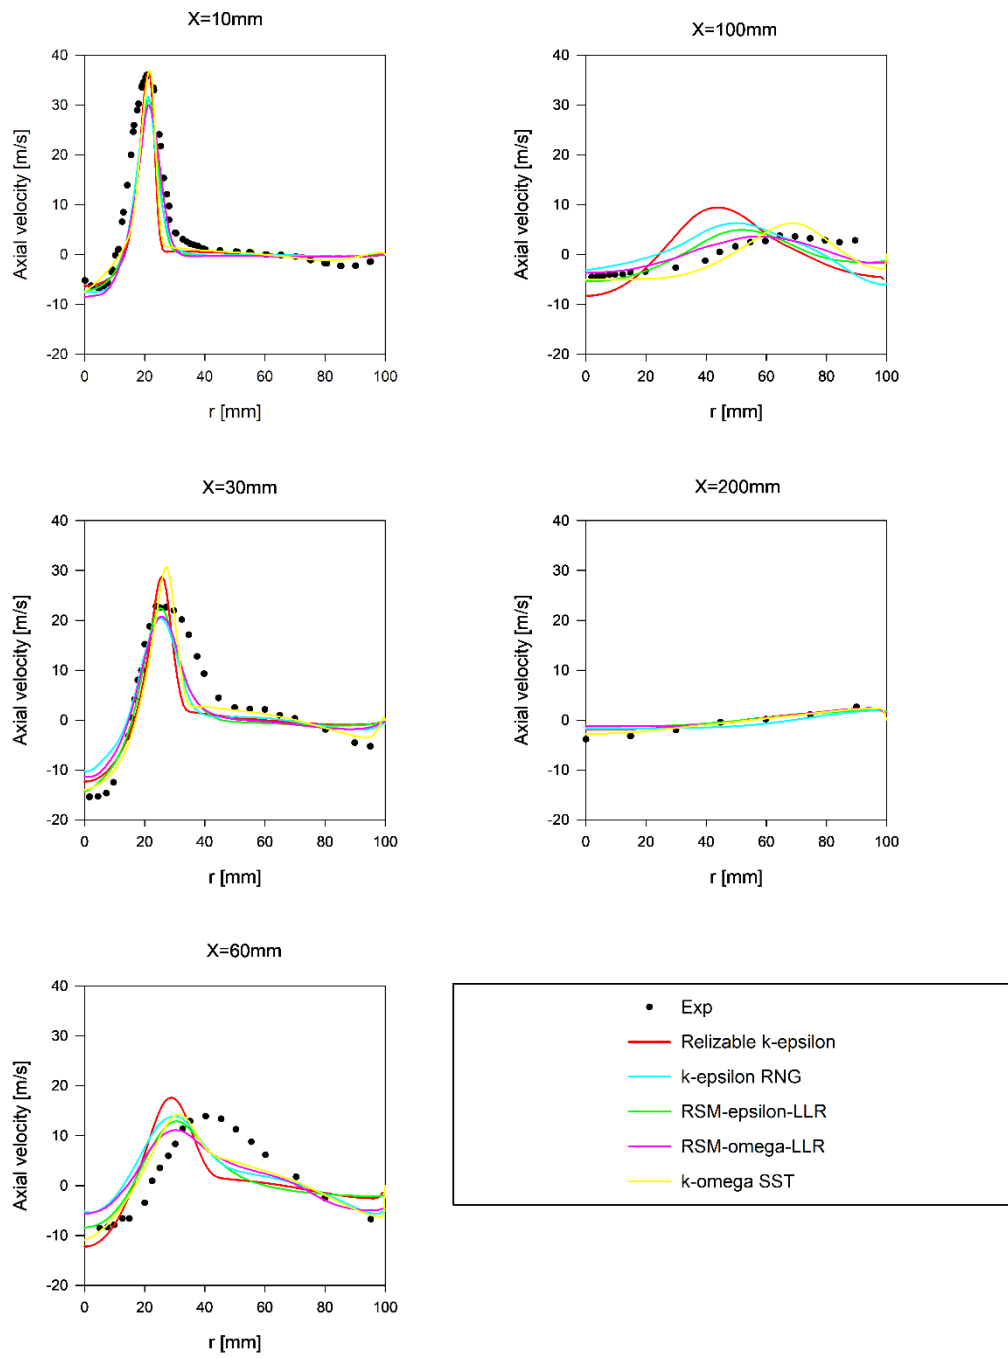 X=10mm
40
30
20
10
0
-10
-20
Axial velocity [m/s]
0 20 40 60 80 100
r [mm]
X=100mm
40
30
20
10
0
-10
-20
Axial velocity [m/s]
0 20 40 60 80 100
r [mm]
X=30mm
40
30
20
10
0
-10
-20
Axial velocity [m/s]
0 20 40 60 80 100
r [mm]
X=200mm
40
30
20
10
0
-10
-20
Axial velocity [m/s]
0 20 40 60 80 100
r [mm]
X=60mm
40
30
20
10
0
-10
-20
Axial velocity [m/s]
0 20 40 60 80 100
r [mm]
Exp
Relizable k-epsilon
k-epsilon RNG
RSM-epsilon-LLR
RSM-omega-LLR
k-omega SST